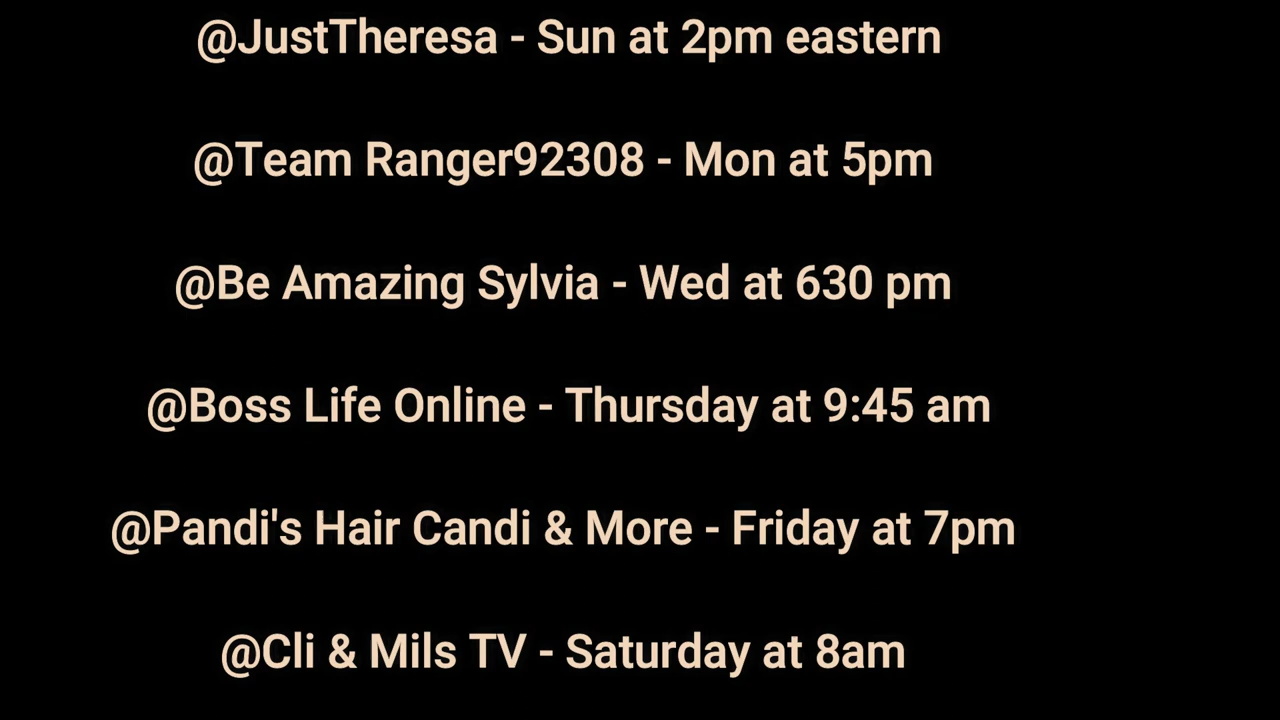 @JustTheresa - Sun at 2pm eastern
@Team Ranger92308 - Mon at 5pm
@Be Amazing Sylvia - Wed at 630 pm
@Boss Life Online - Thursday at 9:45 am
@Pandi's Hair Candi & More - Friday at 7pm
@Cli & Mils TV - Saturday at 8am